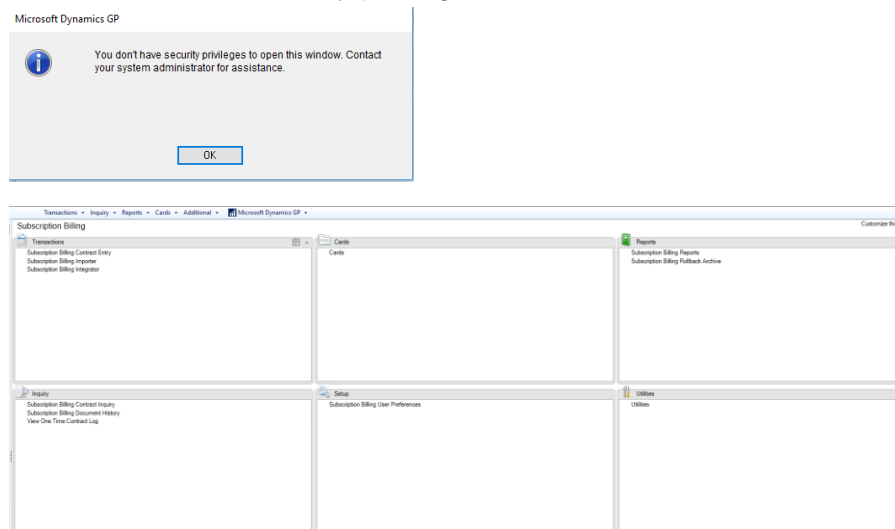 Microsoft Dynamics GP
You don't have security privileges to open this window. Contact
your system administrator for assistance.
OK
Transactions Inquiry Reports Cards Additional Microsoft Dynamics GP
Subscription Billing
Customize thi
Transactions
Subscription Billing Contract Entry
Subscription Billing Importer
Subscription Billing Integrator
Cards
Cards
Reports
Subscription Billing Reports
Subscription Billing Rollback Archive
Inquiry
Subscription Billing Contract Inquiry
Subscription Billing Document History
View One Time Contract Log
Setup
Subscription Billing User Preferences
Utilities
Utilities